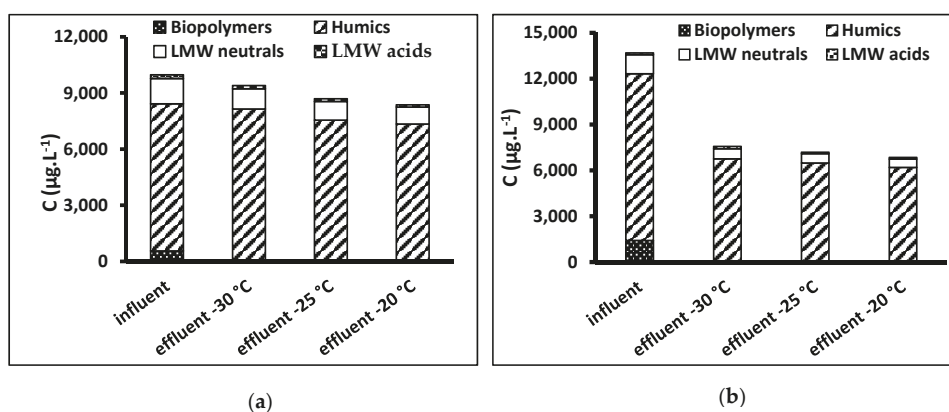 Biopolymers Humics
LMW neutrals LMW acids
12,000
9,000
6,000
3,000
0
C (µg.L-1)
influent
effluent -30 °C
effluent -25 °C
effluent -20 °C
(a)
Biopolymers Humics
LMW neutrals LMW acids
15,000
12,000
9,000
6,000
3,000
0
C (µg.L-1)
influent
effluent -30 °C
effluent -25 °C
effluent -20 °C
(b)